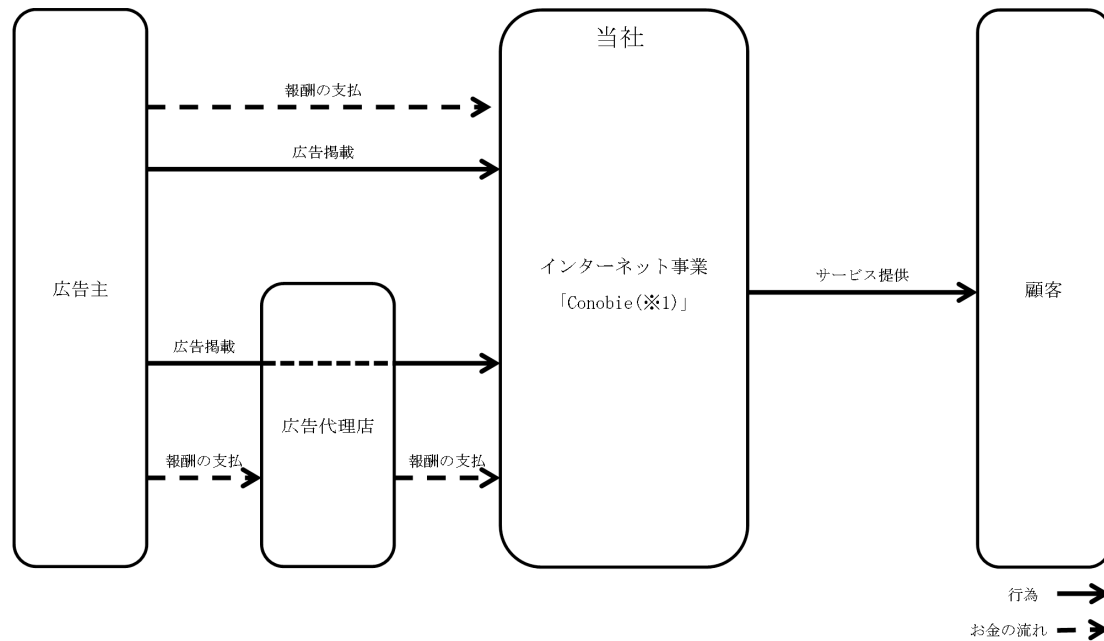 当社
報酬の支払
広告掲載
広告主
インターネット事業
「Conobie(※1)」
サービス提供
顧客
広告掲載
広告代理店
報酬の支払
報酬の支払
行為
お金の流れ